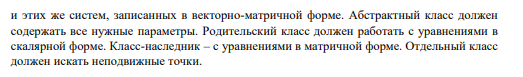 и этих же систем, записанных в векторно-матричной форме. Абстрактный класс должен
содержать все нужные параметры. Родительский класс должен работать с уравнениями в
скалярной форме. Класс-наследник – с уравнениями в матричной форме. Отдельный класс
должен искать неподвижные точки.